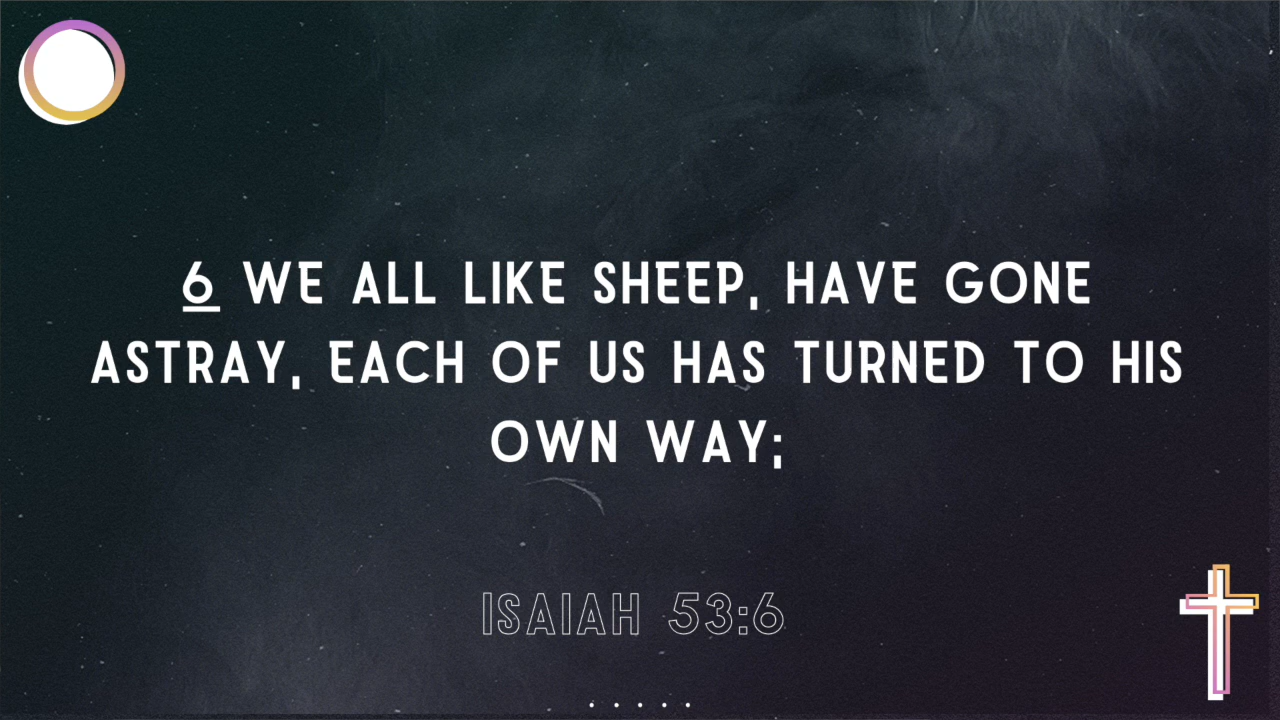 6 WE ALL LIKE SHEEP, HAVE GONE
ASTRAY, EACH OF US HAS TURNED TO HIS
OWN WAY;
ISAIAH 53:6